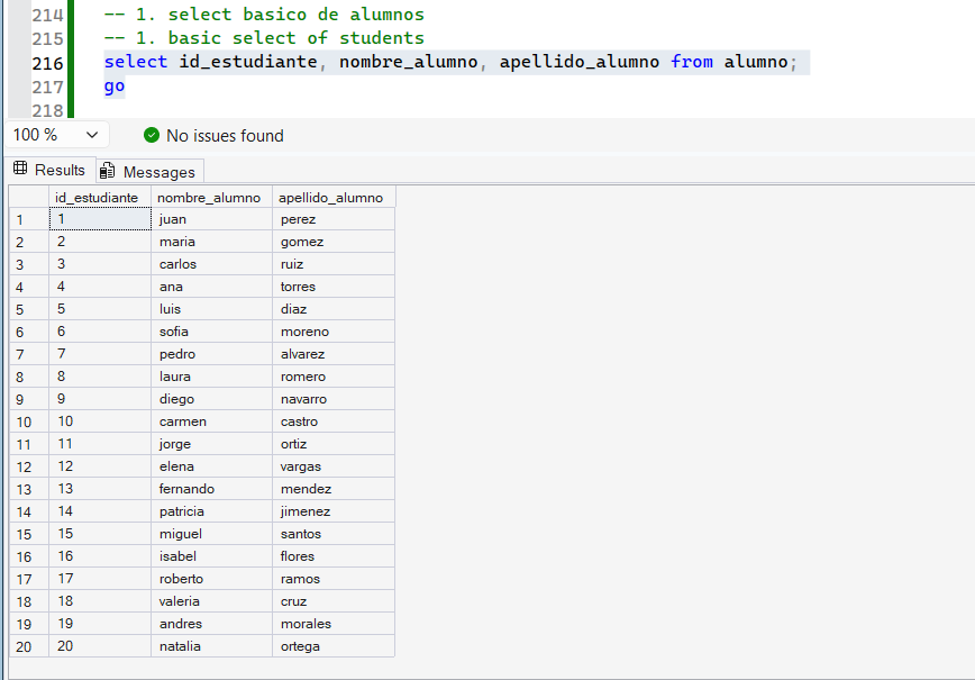 214 -- 1. select basico de alumnos
215 -- 1. basic select of students
216 select id_estudiante, nombre_alumno, apellido_alumno from alumno;
217 go
218
100 % No issues found
Results Messages
id_estudiante nombre_alumno apellido_alumno
1 1 juan perez
2 2 maria gomez
3 3 carlos ruiz
4 4 ana torres
5 5 luis diaz
6 6 sofia moreno
7 7 pedro alvarez
8 8 laura romero
9 9 diego navarro
10 10 carmen castro
11 11 jorge ortiz
12 12 elena vargas
13 13 fernando mendez
14 14 patricia jimenez
15 15 miguel santos
16 16 isabel flores
17 17 roberto ramos
18 18 valeria cruz
19 19 andres morales
20 20 natalia ortega